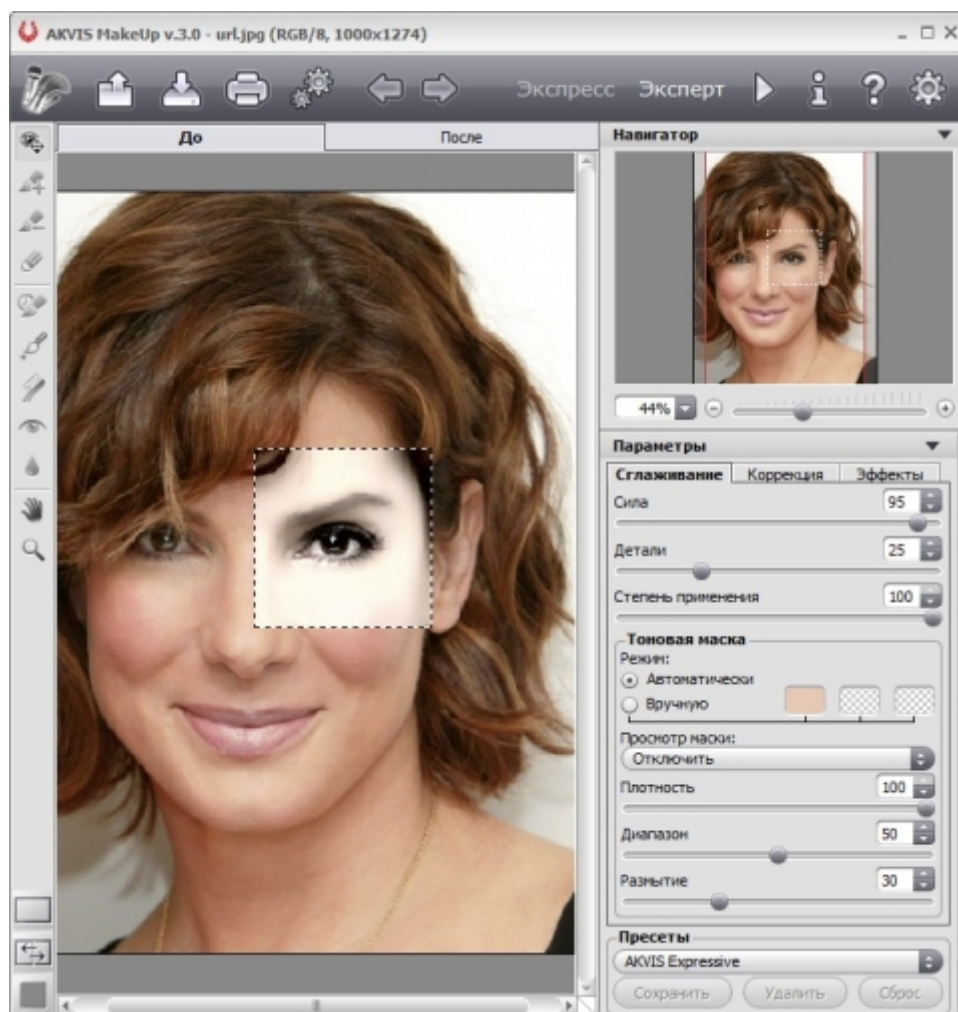 AKVIS MakeUp v.3.0 - url.jpg (RGB/8, 1000x1274)
Экспресс Эксперт
До После
Навигатор
44%
Параметры
Сглаживание Коррекция Эффекты
Сила 95
Детали 25
Степень применения 100
Тоновая маска
Режим:
Автоматически
Вручную
Просмотр маски:
Отключить
Плотность 100
Диапазон 50
Размытие 30
Пресеты
AKVIS Expressive
Сохранить Удалить Сброс